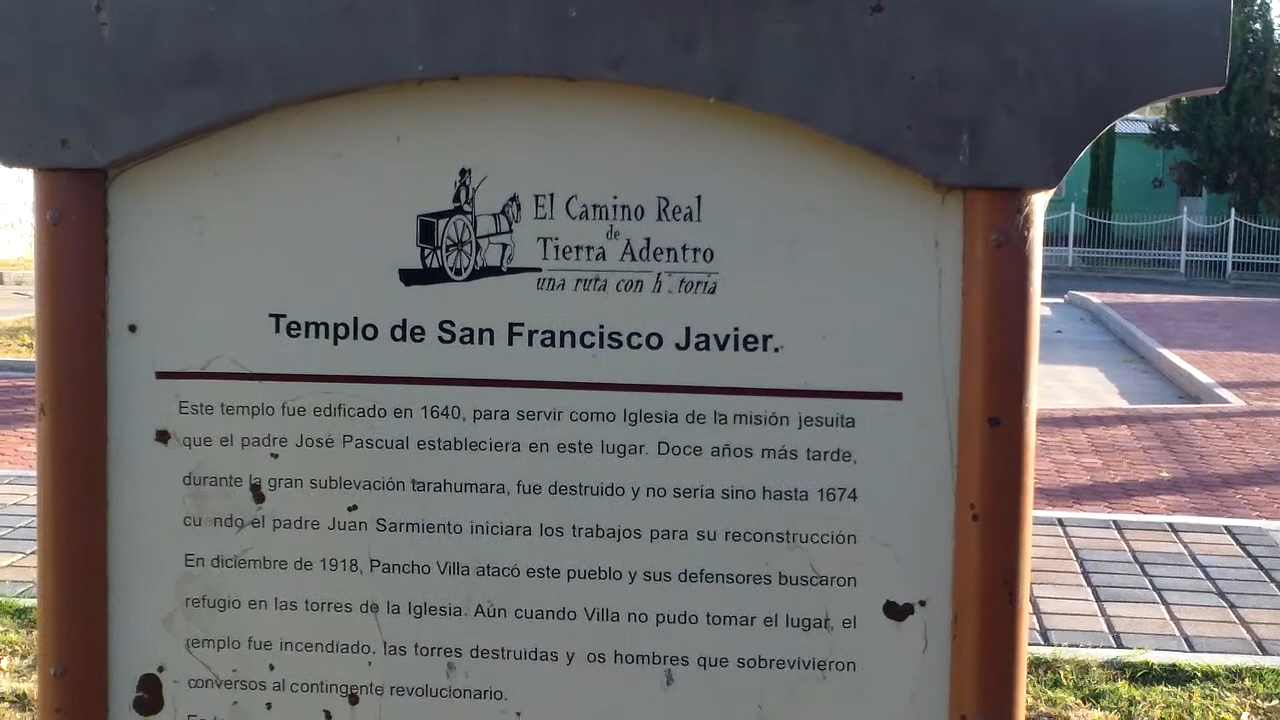 El Camino Real
de
Tierra Adentro
una ruta con h toria
Templo de San Francisco Javier.
Este templo fue edificado en 1640, para servir como Iglesia de la misión jesuita
que el padre José Pascual estableciera en este lugar. Doce años más tarde,
durante la gran sublevación tarahumara, fue destruido y no sería sino hasta 1674
cu ndo el padre Juan Sarmiento iniciara los trabajos para su reconstrucción
En diciembre de 1918, Pancho Villa atacó este pueblo y sus defensores buscaron
refugio en las torres de la Iglesia. Aún cuando Villa no pudo tomar el lugar, el
templo fue incendiado, las torres destruidas y os hombres que sobrevivieron
conversos al contingente revolucionario.